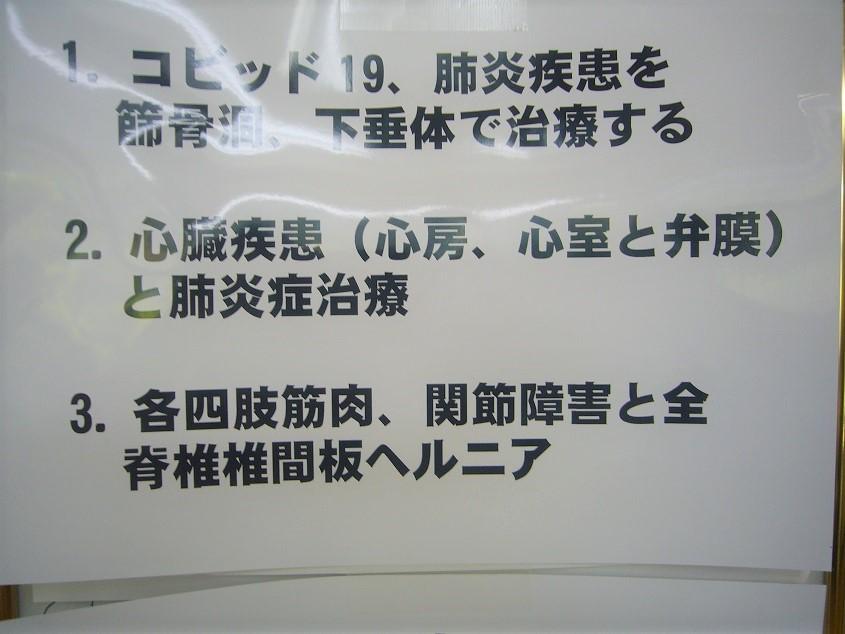 1. コビッド19、肺炎疾患を
篩骨洞、下垂体で治療する
2. 心臓疾患（心房、心室と弁膜）
と肺炎症治療
3. 各四肢筋肉、関節障害と全
脊椎椎間板ヘルニア